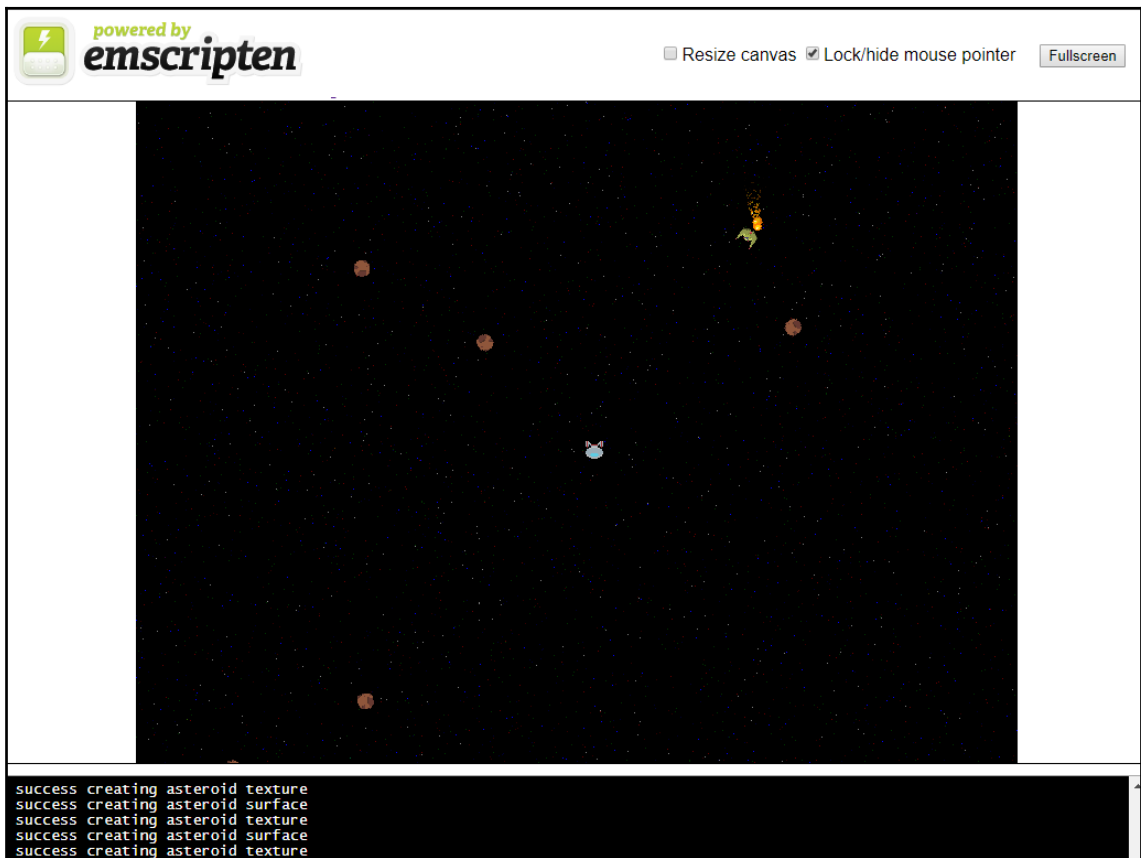 powered by
emscripten
Resize canvas Lock/hide mouse pointer Fullscreen
success creating asteroid texture
success creating asteroid surface
success creating asteroid texture
success creating asteroid surface
success creating asteroid texture